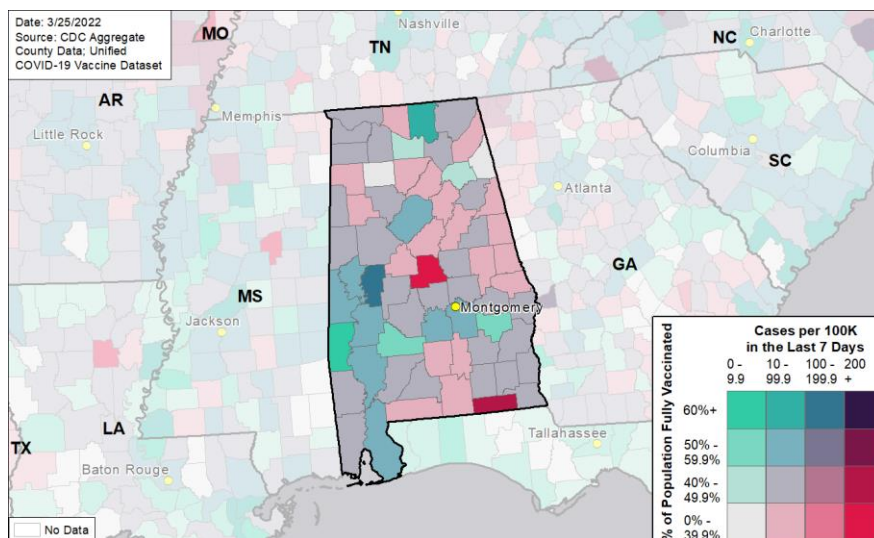 Date: 3/25/2022
Source: CDC Aggregate
County Data; Unified
COVID-19 Vaccine Dataset
MO
Nashville
TN
NC
Charlotte
AR
Memphis
Little Rock
Columbia
SC
Atlanta
GA
MS
Montgomery
Jackson
LA
TX
Tallahassee
Baton Rouge
No Data
Cases per 100K
in the Last 7 Days
0 -
9.9
10 -
99.9
100 -
199.9
200
+
% of Population Fully Vaccinated
60%+
50% -
59.9%
40% -
49.9%
0% -
39.9%